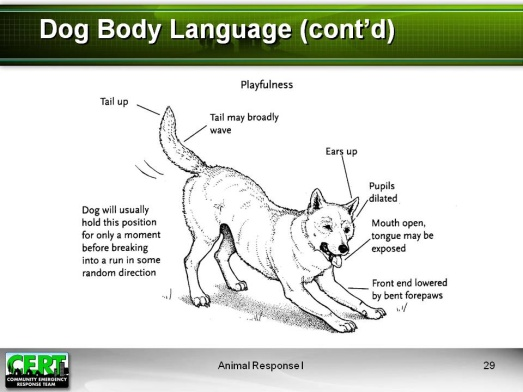 Dog Body Language (cont'd)
Playfulness
Tail up
Tail may broadly
wave
Ears up
Pupils
dilated
Dog will usually
hold this position
for only a moment
before breaking
into a run in some
random direction
Mouth open,
tongue may be
exposed
Front end lowered
by bent forepaws
CERT
COMMUNITY EMERGENCY
RESPONSE TEAM
Animal Response I
29